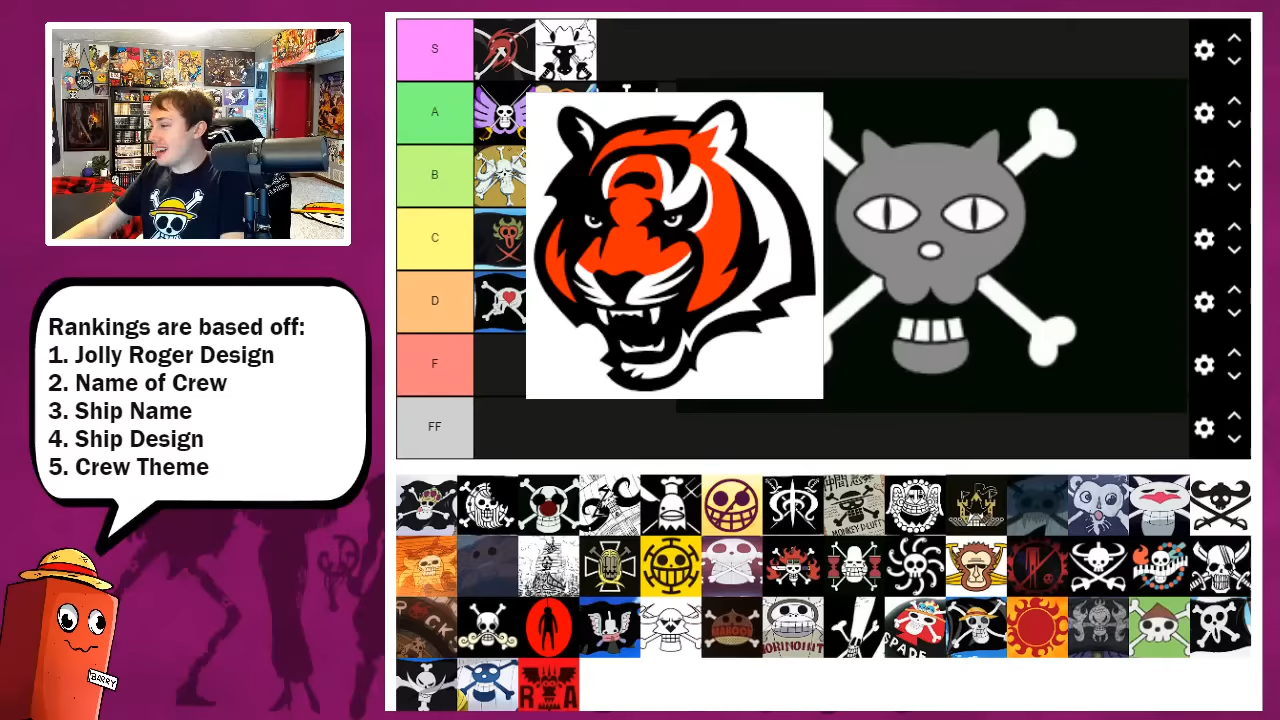 S
A
B
C
D
F
FF
Rankings are based off:
1. Jolly Roger Design
2. Name of Crew
3. Ship Name
4. Ship Design
5. Crew Theme
MONKEY·D·LUFFY
SPADE
R A